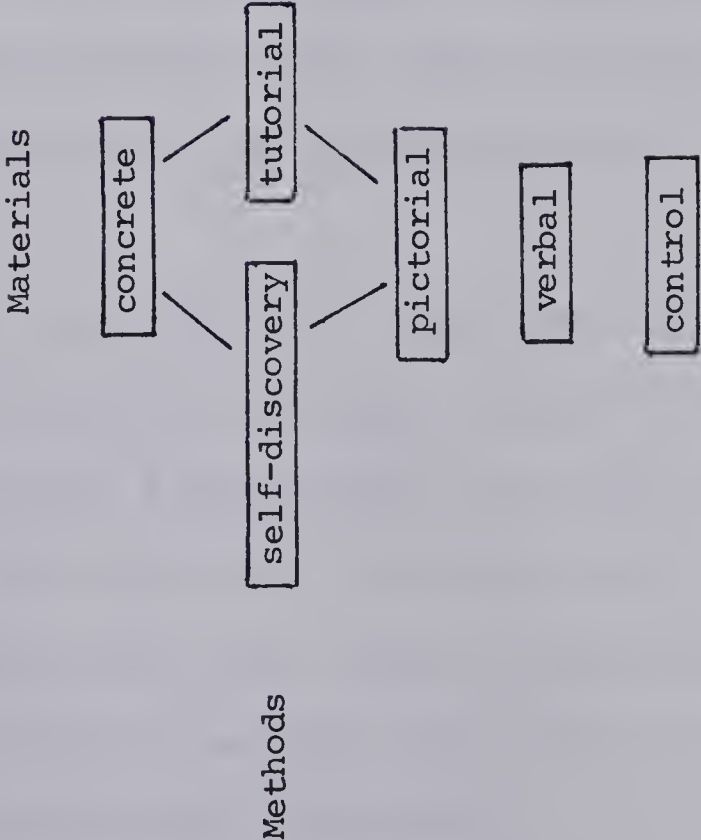 Materials
concrete
Methods
self-discovery
tutorial
pictorial
verbal
control